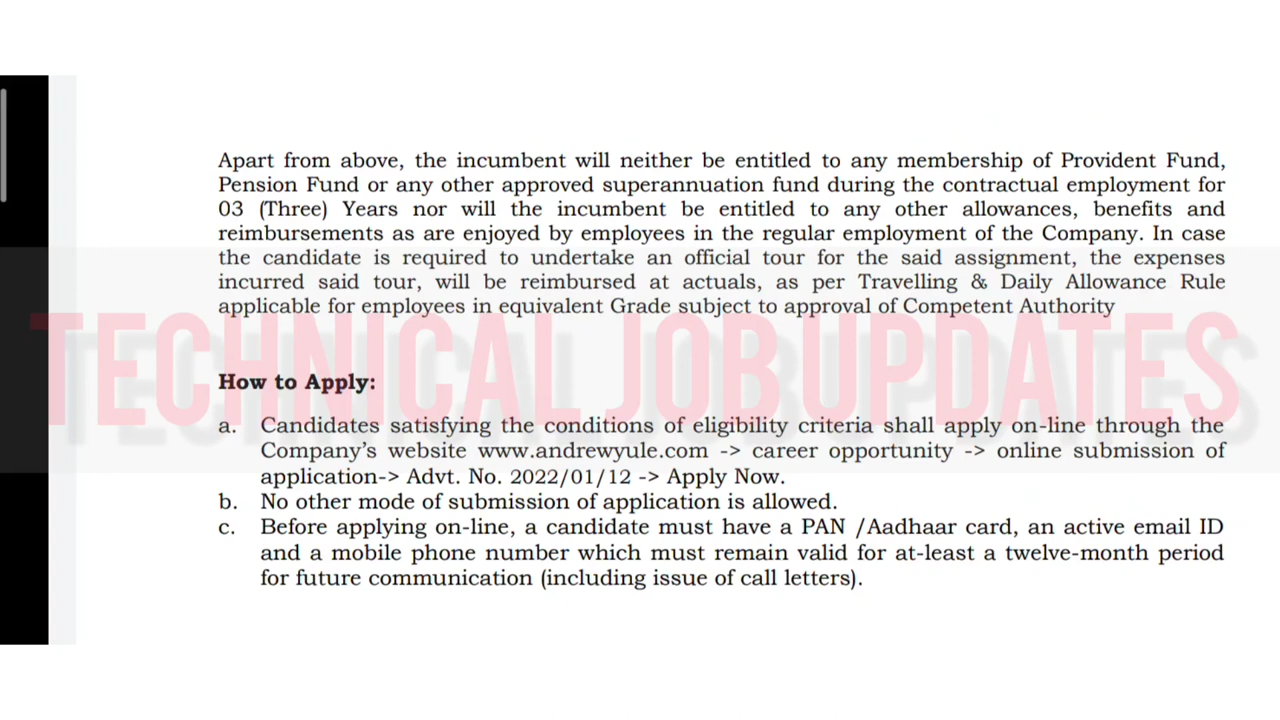 Apart from above, the incumbent will neither be entitled to any membership of Provident Fund,
Pension Fund or any other approved superannuation fund during the contractual employment for
03 (Three) Years nor will the incumbent be entitled to any other allowances, benefits and
reimbursements as are enjoyed by employees in the regular employment of the Company. In case
the candidate is required to undertake an official tour for the said assignment, the expenses
incurred said tour, will be reimbursed at actuals, as per Travelling & Daily Allowance Rule
applicable for employees in equivalent Grade subject to approval of Competent Authority
TECHNICAL JOB UPDATES
How to Apply:
a. Candidates satisfying the conditions of eligibility criteria shall apply on-line through the
Company's website www.andrewyule.com -> career opportunity -> online submission of
application-> Advt. No. 2022/01/12 -> Apply Now.
b. No other mode of submission of application is allowed.
c. Before applying on-line, a candidate must have a PAN /Aadhaar card, an active email ID
and a mobile phone number which must remain valid for at-least a twelve-month period
for future communication (including issue of call letters).